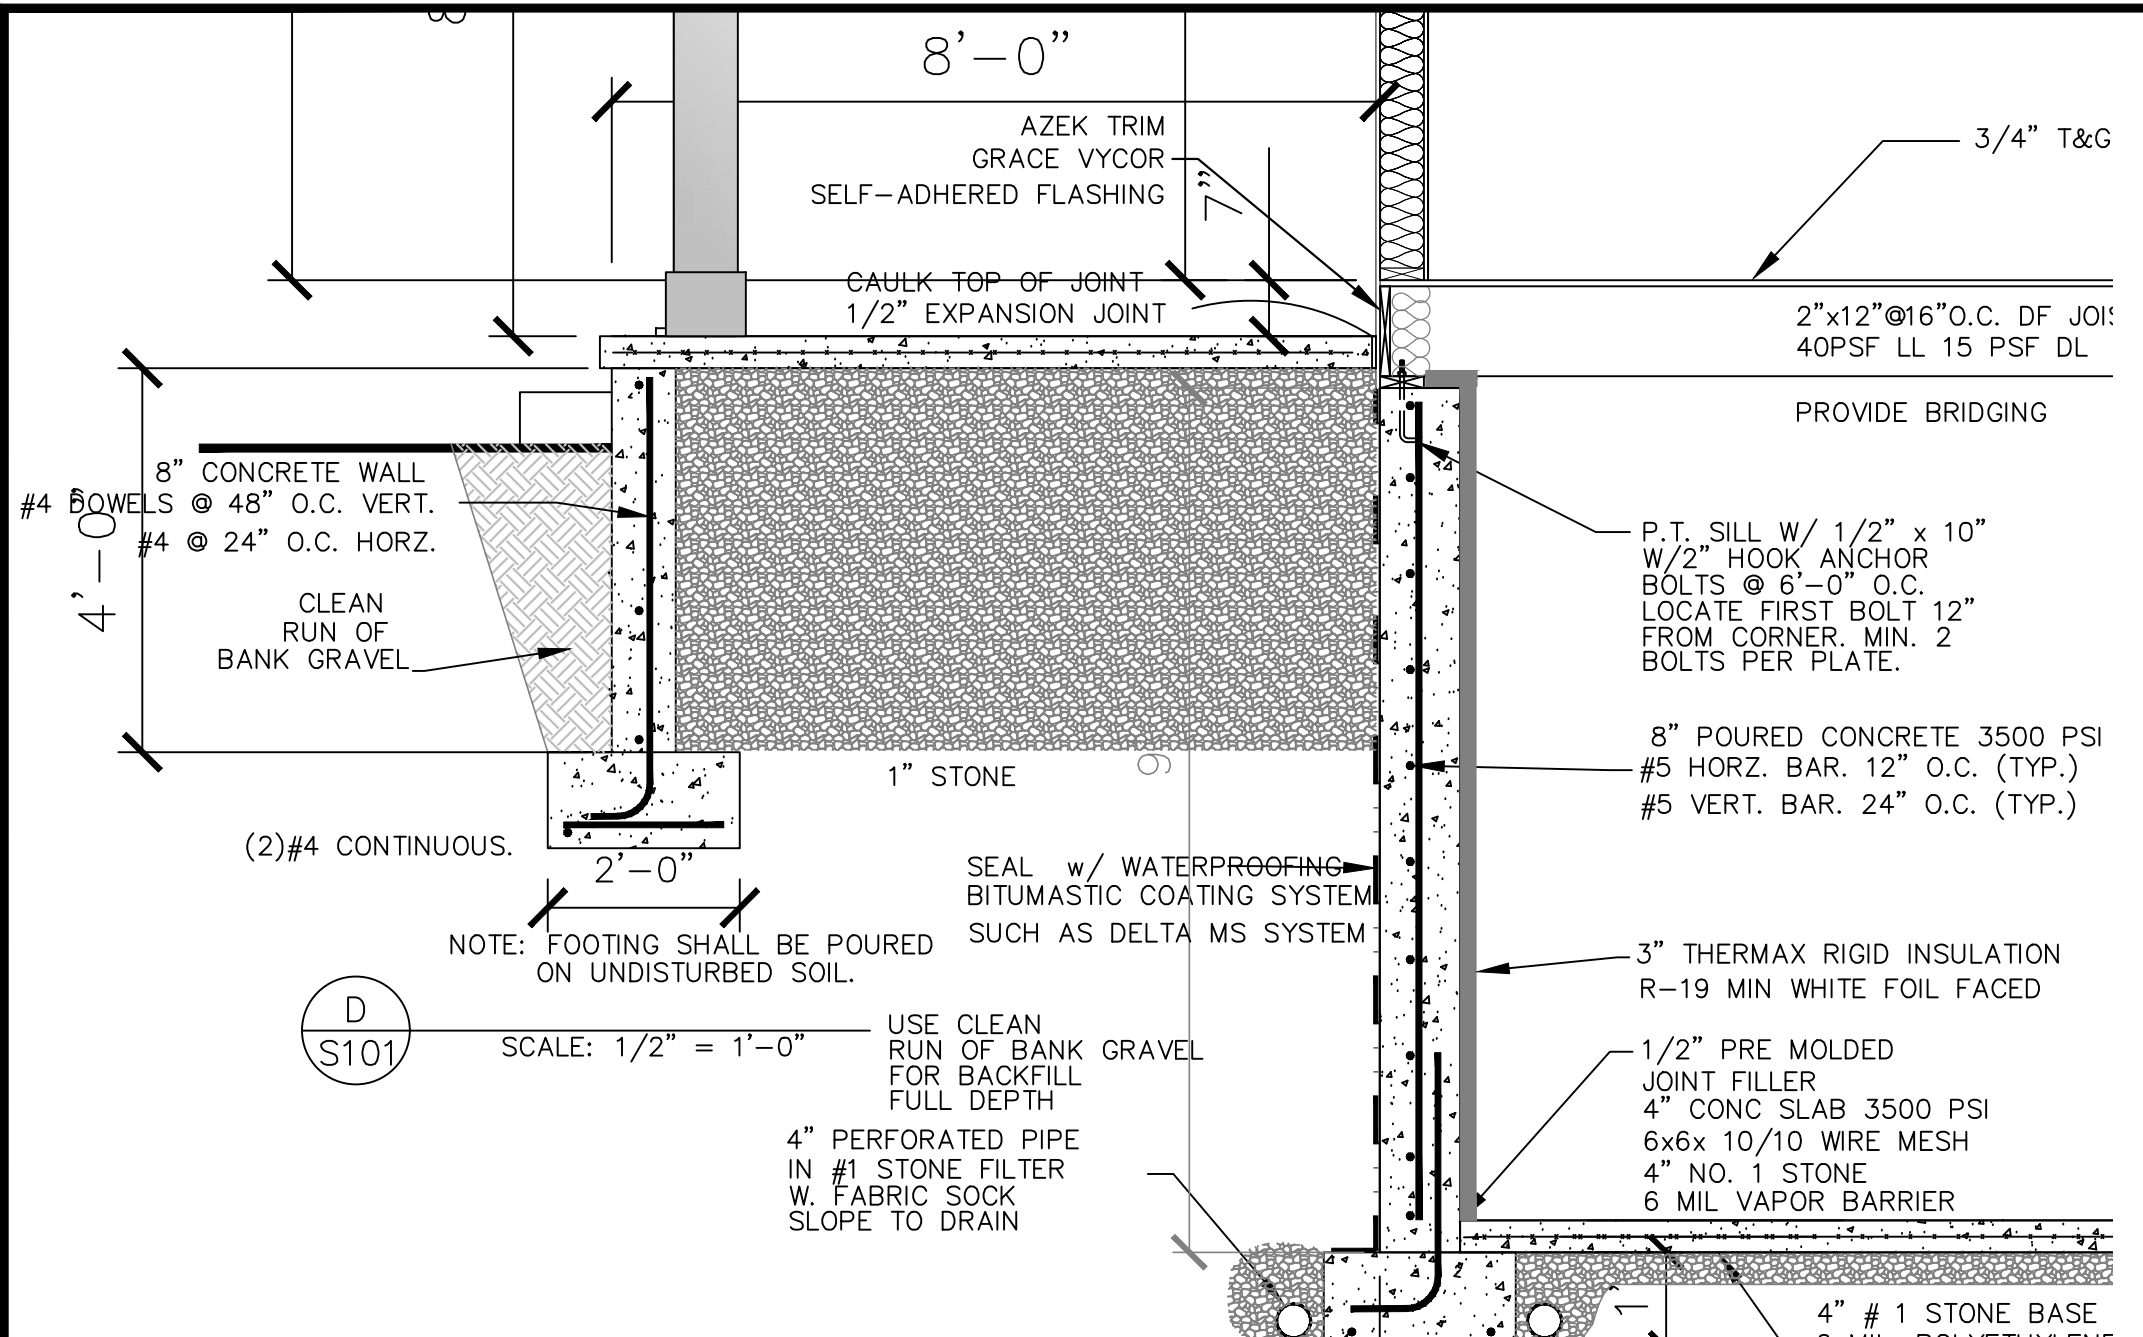 8
8'-0"
AZEK TRIM
GRACE VYCOR
SELF-ADHERED FLASHING
7"
3/4" T&G
CAULK TOP OF JOINT
1/2" EXPANSION JOINT
2"x12"@16"O.C. DF JOIS
40PSF LL 15 PSF DL
PROVIDE BRIDGING
8" CONCRETE WALL
#4 DOWELS @ 48" O.C. VERT.
#4 @ 24" O.C. HORZ.
4'-0"
CLEAN
RUN OF
BANK GRAVEL
P.T. SILL W/ 1/2" x 10"
W/2" HOOK ANCHOR
BOLTS @ 6'-0" O.C.
LOCATE FIRST BOLT 12"
FROM CORNER. MIN. 2
BOLTS PER PLATE.
8" POURED CONCRETE 3500 PSI
#5 HORZ. BAR. 12" O.C. (TYP.)
#5 VERT. BAR. 24" O.C. (TYP.)
1" STONE
9
(2)#4 CONTINUOUS.
2'-0"
SEAL w/ WATERPROOFING
BITUMASTIC COATING SYSTEM
SUCH AS DELTA MS SYSTEM
NOTE: FOOTING SHALL BE POURED
ON UNDISTURBED SOIL.
3" THERMAX RIGID INSULATION
R-19 MIN WHITE FOIL FACED
D
S101
SCALE: 1/2" = 1'-0"
USE CLEAN
RUN OF BANK GRAVEL
FOR BACKFILL
FULL DEPTH
4" PERFORATED PIPE
IN #1 STONE FILTER
W. FABRIC SOCK
SLOPE TO DRAIN
1/2" PRE MOLDED
JOINT FILLER
4" CONC SLAB 3500 PSI
6x6x 10/10 WIRE MESH
4" NO. 1 STONE
6 MIL VAPOR BARRIER
1'
4" # 1 STONE BASE